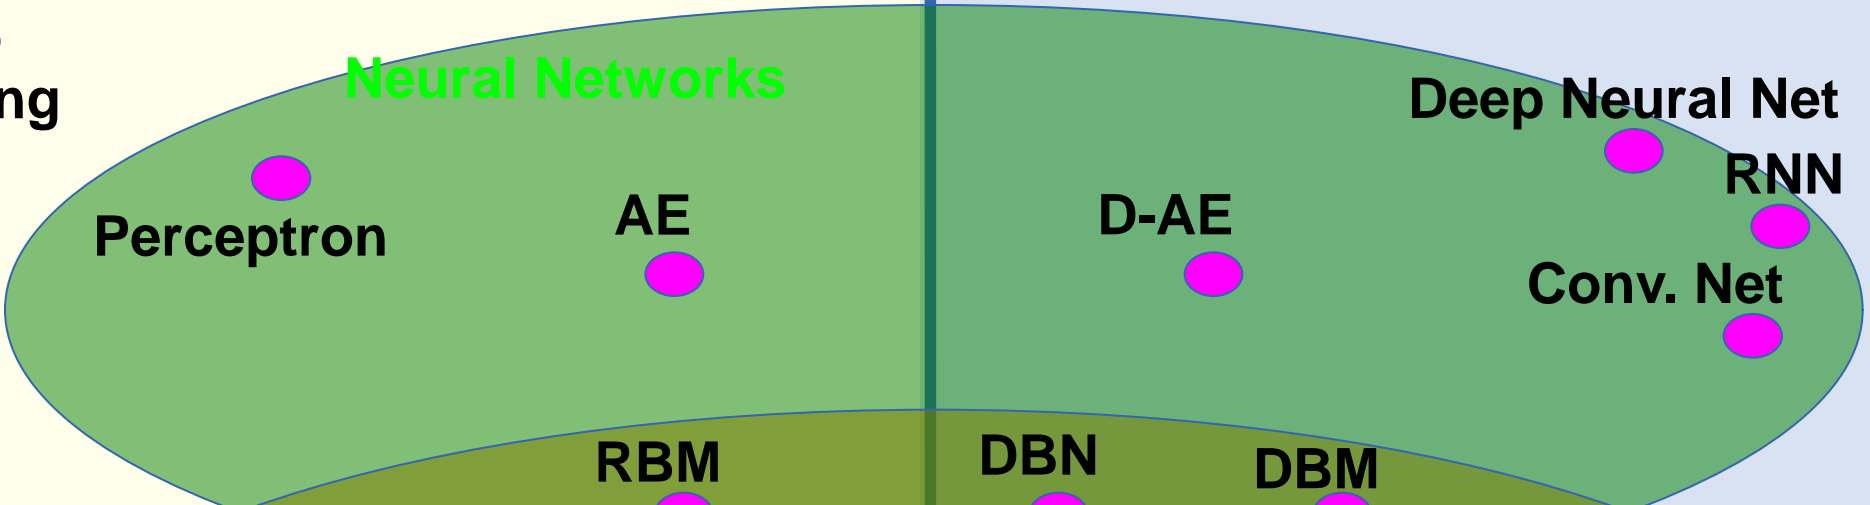 ng
Neural Networks
Deep Neural Net
RNN
Perceptron
AE
D-AE
Conv. Net
RBM
DBN
DBM